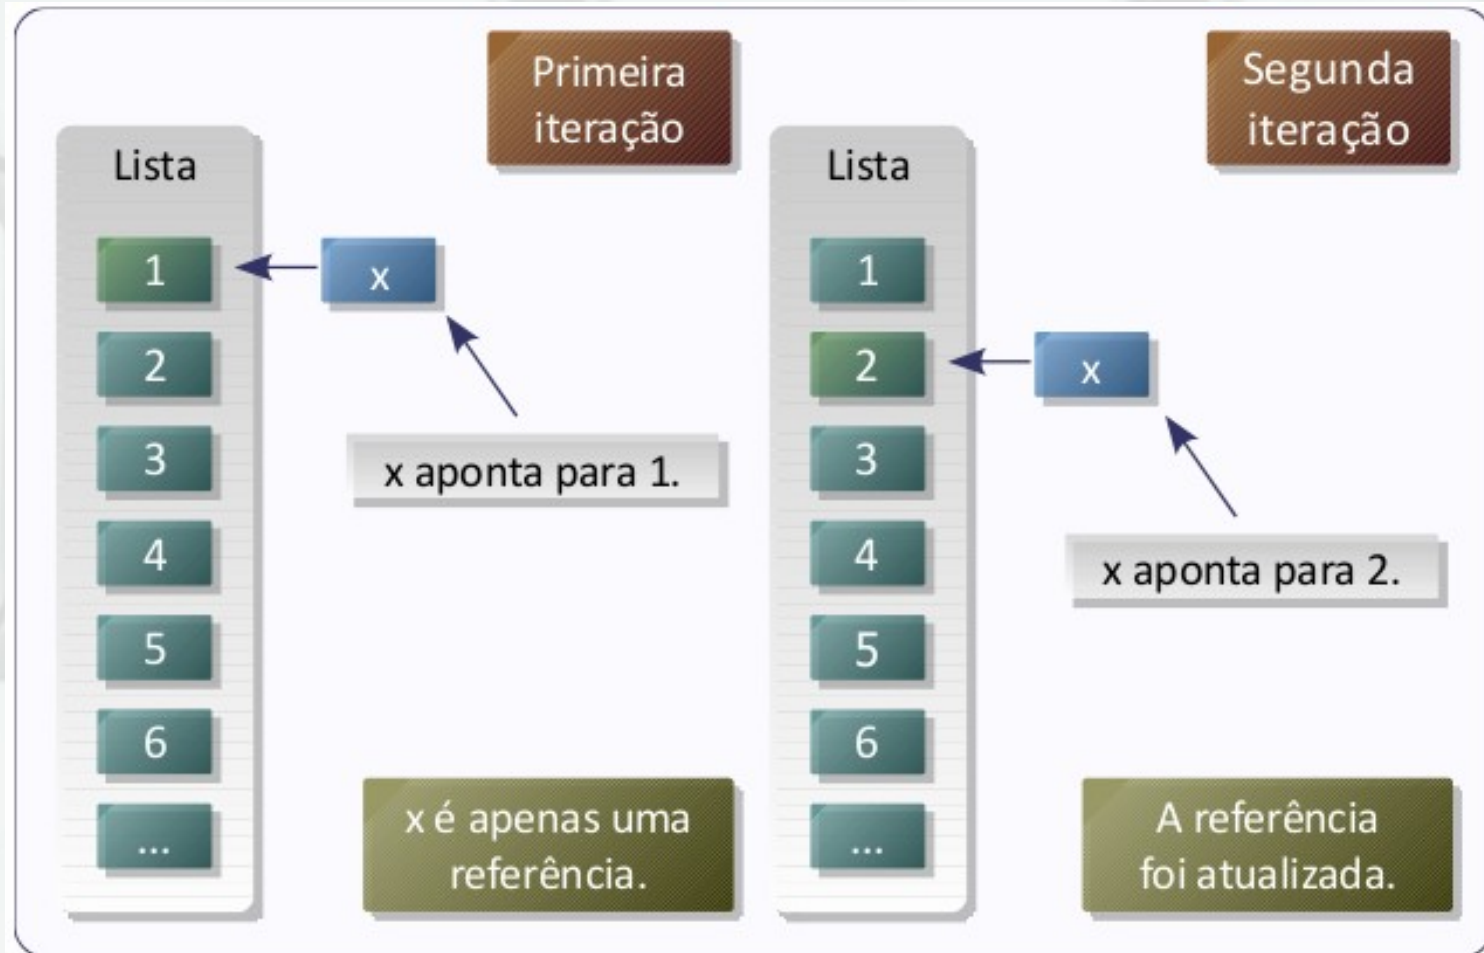 Primeira
iteração
Lista
1
x
2
3
x aponta para 1.
4
5
6
...
x é apenas uma
referência.
Segunda
iteração
Lista
1
2
x
3
4
x aponta para 2.
5
6
...
A referência
foi atualizada.